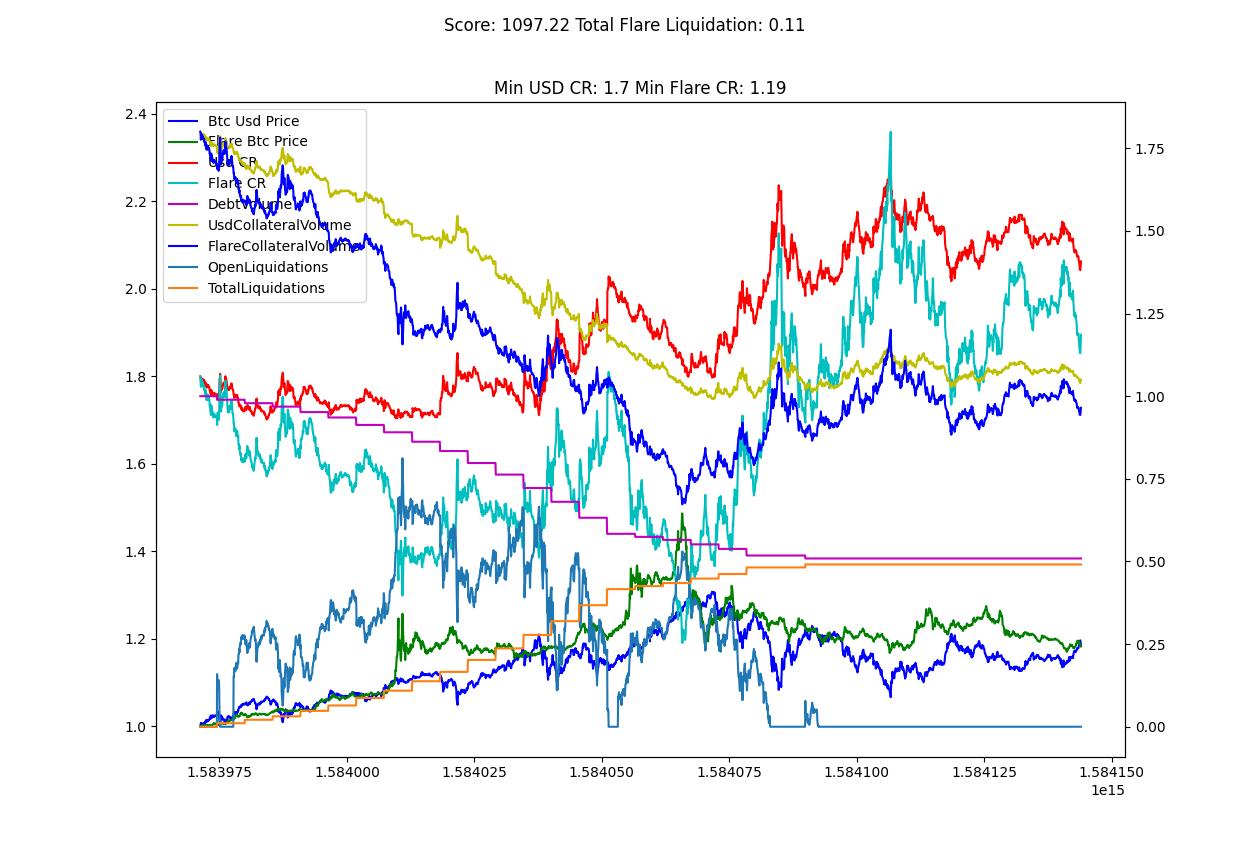 Score: 1097.22 Total Flare Liquidation: 0.11
Min USD CR: 1.7 Min Flare CR: 1.19
Btc Usd Price
Flare Btc Price
Usd CR
Flare CR
DebtVolume
UsdCollateralVolume
FlareCollateralVolume
OpenLiquidations
TotalLiquidations
2.4
2.2
2.0
1.8
1.6
1.4
1.2
1.0
1.75
1.50
1.25
1.00
0.75
0.50
0.25
0.00
1.583975 1.584000 1.584025 1.584050 1.584075 1.584100 1.584125 1.584150
1e15